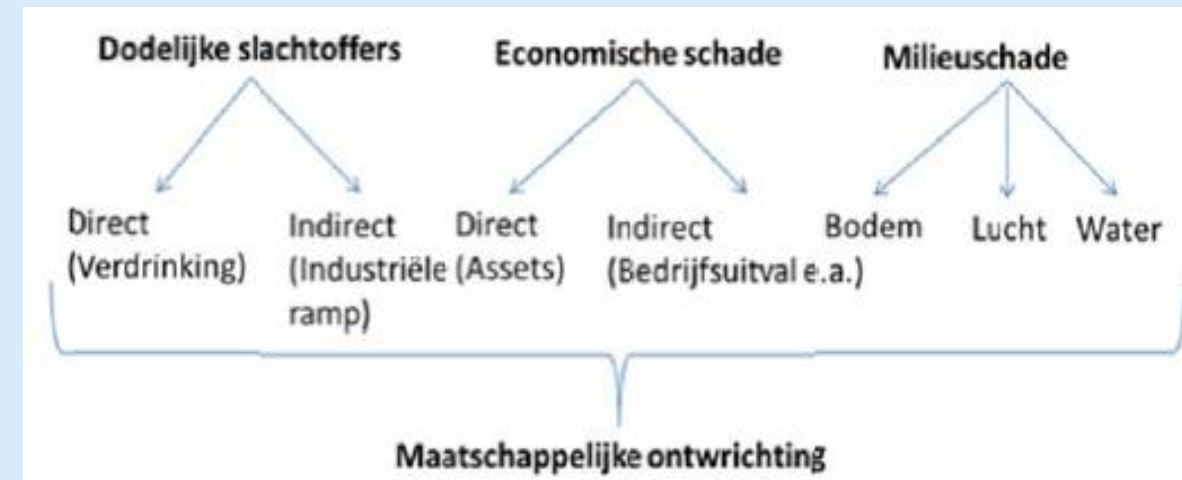 Dodelijke slachtoffers
Economische schade
Milieuschade
Direct
(Verdrinking)
Indirect
(Industriële
ramp)
Direct
(Assets)
Indirect
(Bedrijfsuitval e.a.)
Bodem
Lucht
Water
Maatschappelijke ontwrichting